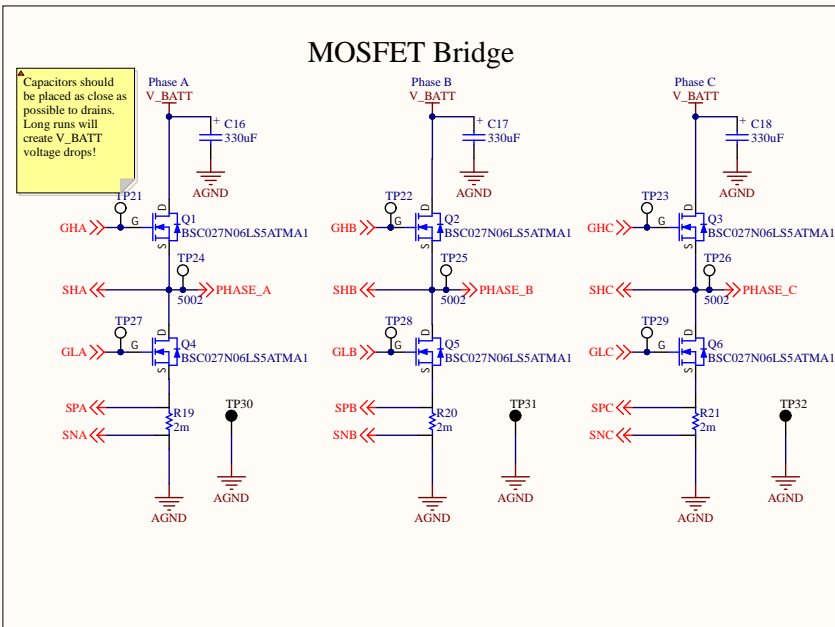 MOSFET Bridge
Capacitors should
be placed as close as
possible to drains.
Long runs will
create V_BATT
voltage drops!
Phase A
V_BATT
+
C16
330uF
AGND
TP21
GHA
G
D
S
Q1
BSC027N06LS5ATMA1
TP24
SHA
5002
PHASE_A
TP27
GLA
G
D
S
Q4
BSC027N06LS5ATMA1
SPA
R19
2m
SNA
TP30
AGND
AGND
Phase B
V_BATT
+
C17
330uF
AGND
TP22
GHB
G
D
S
Q2
BSC027N06LS5ATMA1
TP25
SHB
5002
PHASE_B
TP28
GLB
G
D
S
Q5
BSC027N06LS5ATMA1
SPB
R20
2m
SNB
TP31
AGND
AGND
Phase C
V_BATT
+
C18
330uF
AGND
TP23
GHC
G
D
S
Q3
BSC027N06LS5ATMA1
TP26
SHC
5002
PHASE_C
TP29
GLC
G
D
S
Q6
BSC027N06LS5ATMA1
SPC
R21
2m
SNC
TP32
AGND
AGND